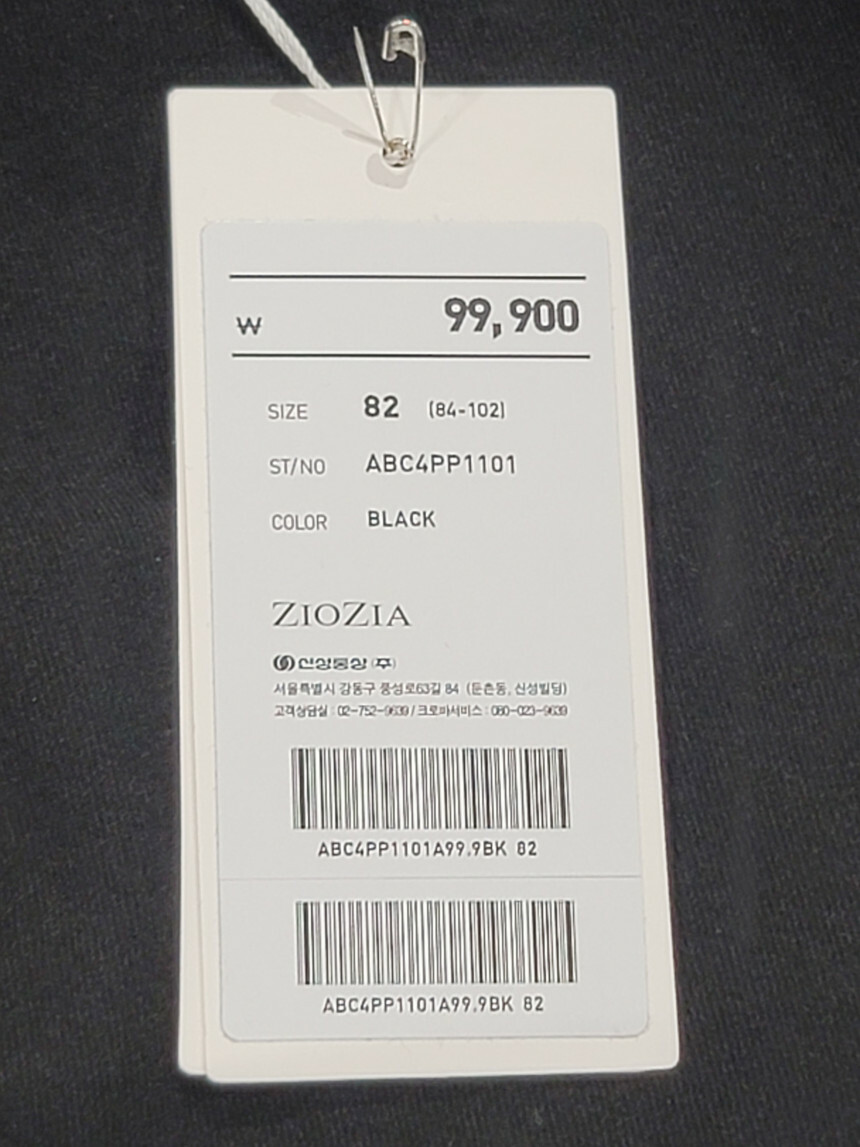 ₩ 99,900
SIZE 82 (84-102)
ST/NO ABC4PP1101
COLOR BLACK
ZIOZIA
신성통상 (주)
서울특별시 강동구 풍성로63길 84 (둔촌동, 신성빌딩)
고객상담실 : 02-752-9639 / 크로바서비스 : 080-023-9639
ABC4PP1101A99.9BK 82
ABC4PP1101A99.9BK 82